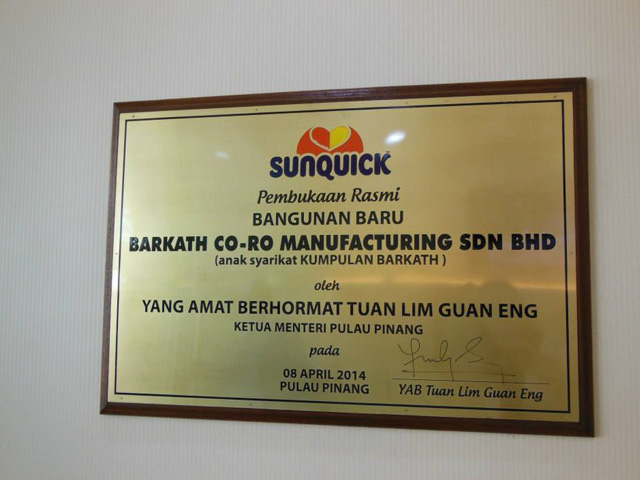 SUNQUICK
Pembukaan Rasmi
BANGUNAN BARU
BARKATH CO-RO MANUFACTURING SDN BHD
(anak syarikat KUMPULAN BARKATH )
oleh
YANG AMAT BERHORMAT TUAN LIM GUAN ENG
KETUA MENTERI PULAU PINANG
pada
08 APRIL 2014
PULAU PINANG
YAB Tuan Lim Guan Eng